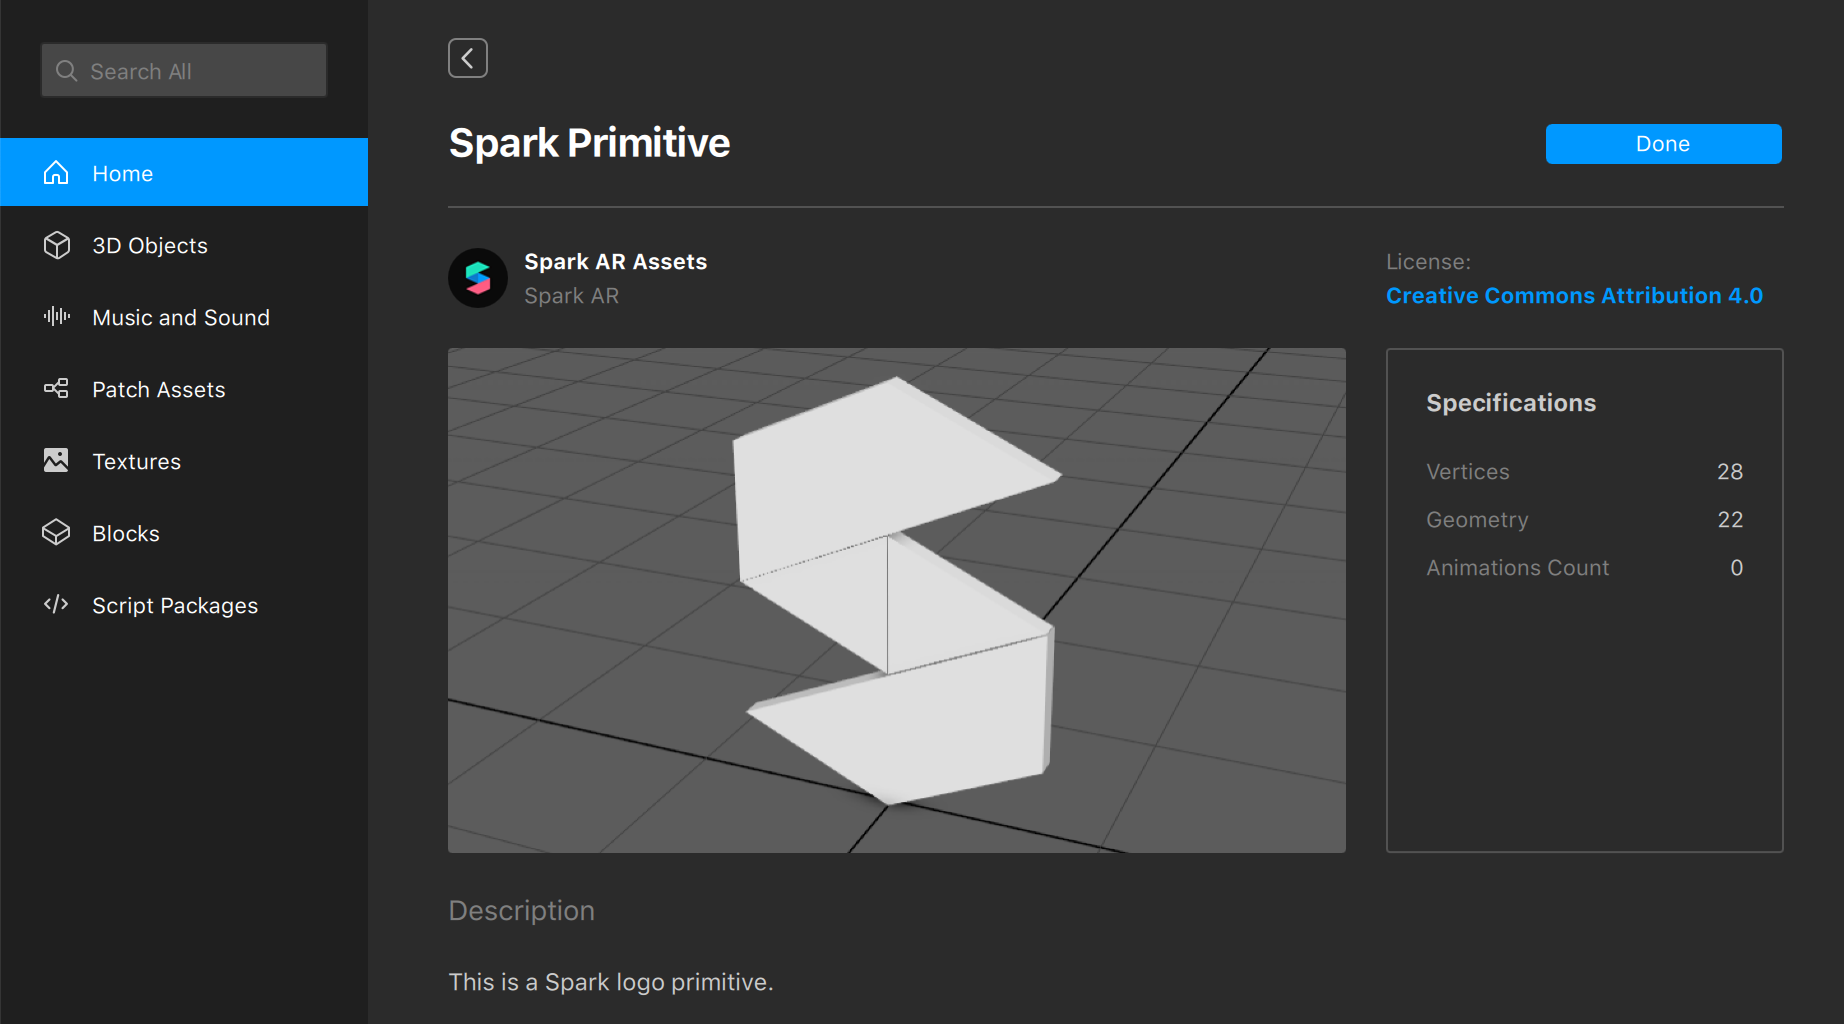 Search All
Home
3D Objects
Music and Sound
Patch Assets
Textures
Blocks
Script Packages
Spark Primitive
Done
Spark AR Assets
Spark AR
License:
Creative Commons Attribution 4.0
Specifications
Vertices 28
Geometry 22
Animations Count 0
Description
This is a Spark logo primitive.